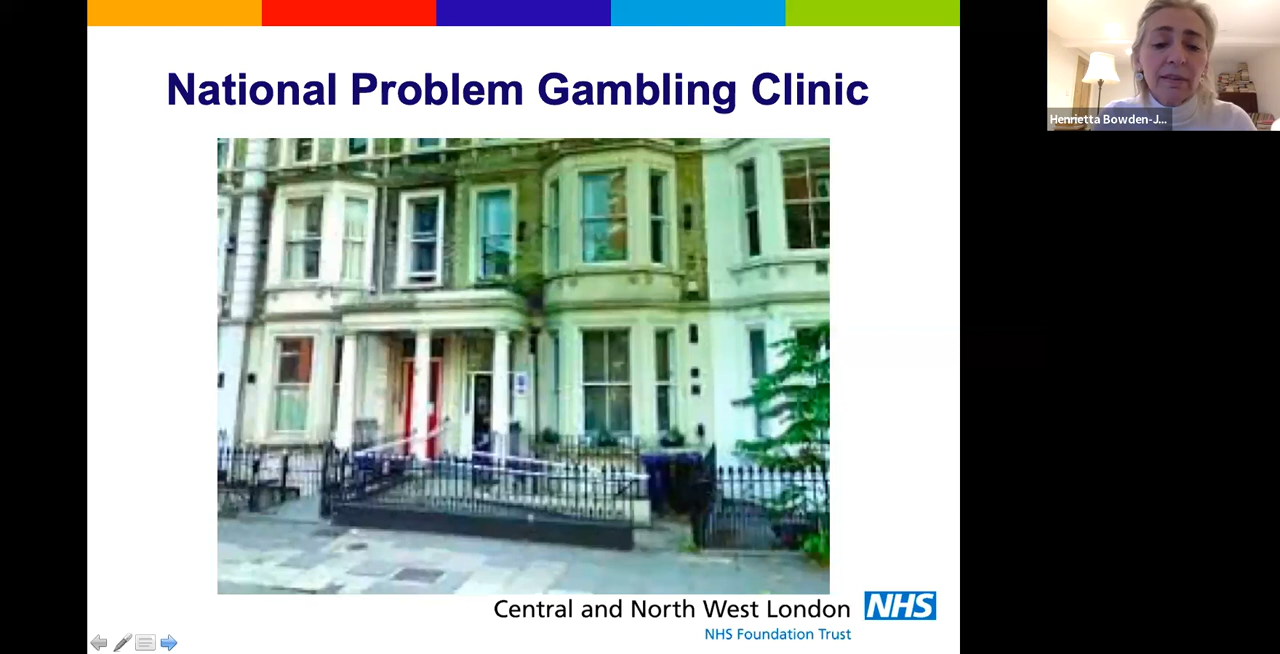 National Problem Gambling Clinic
Henrietta Bowden-J...
Central and North West London NHS
NHS Foundation Trust